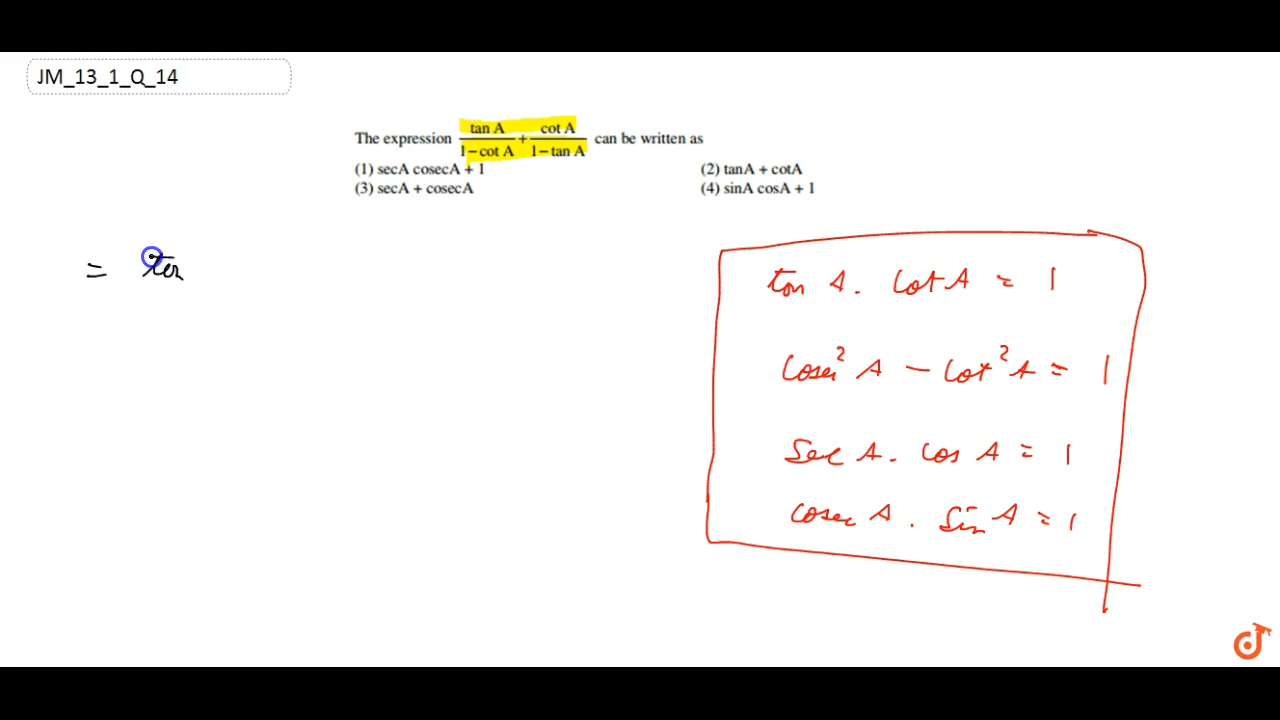 JM_13_1_Q_14
The expression tan A/1−cot A + cot A/1−tan A can be written as
(1) secA cosecA + 1 (2) tanA + cotA
(3) secA + cosecA (4) sinA cosA + 1
= tan
tan A. cot A = 1
cosec² A − cot² A = 1
Sec A. cos A = 1
cosec A. Sin A = 1